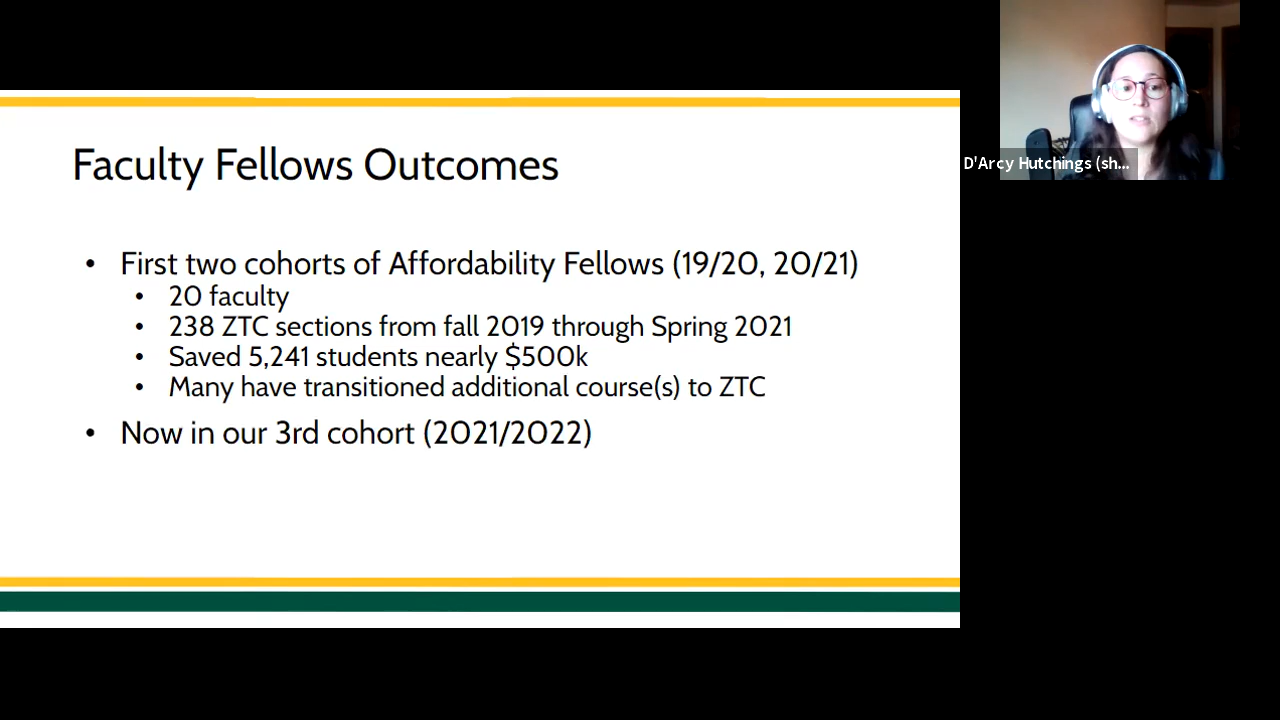 Faculty Fellows Outcomes
• First two cohorts of Affordability Fellows (19/20, 20/21)
• 20 faculty
• 238 ZTC sections from fall 2019 through Spring 2021
• Saved 5,241 students nearly $500k
• Many have transitioned additional course(s) to ZTC
• Now in our 3rd cohort (2021/2022)
D'Arcy Hutchings (sh...